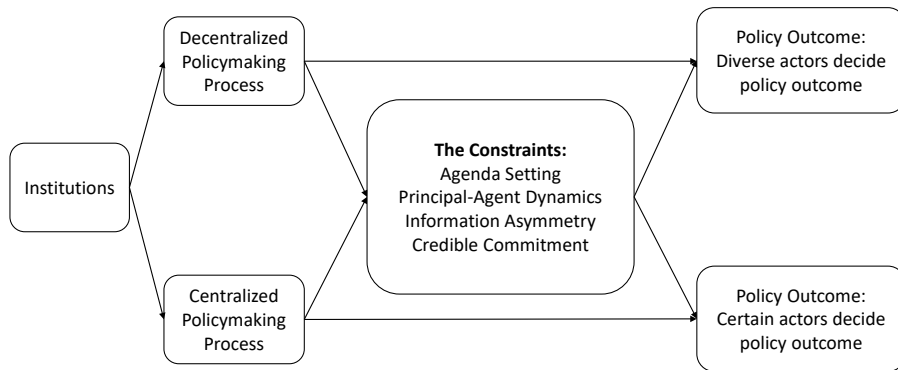 Institutions
Decentralized
Policymaking
Process
Centralized
Policymaking
Process
The Constraints:
Agenda Setting
Principal-Agent Dynamics
Information Asymmetry
Credible Commitment
Policy Outcome:
Diverse actors decide
policy outcome
Policy Outcome:
Certain actors decide
policy outcome